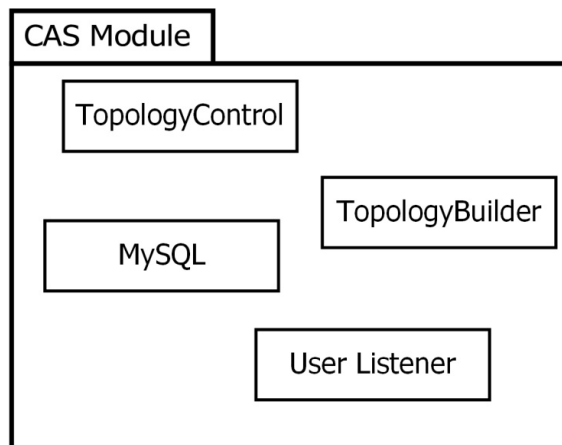 CAS Module
TopologyControl
TopologyBuilder
MySQL
User Listener